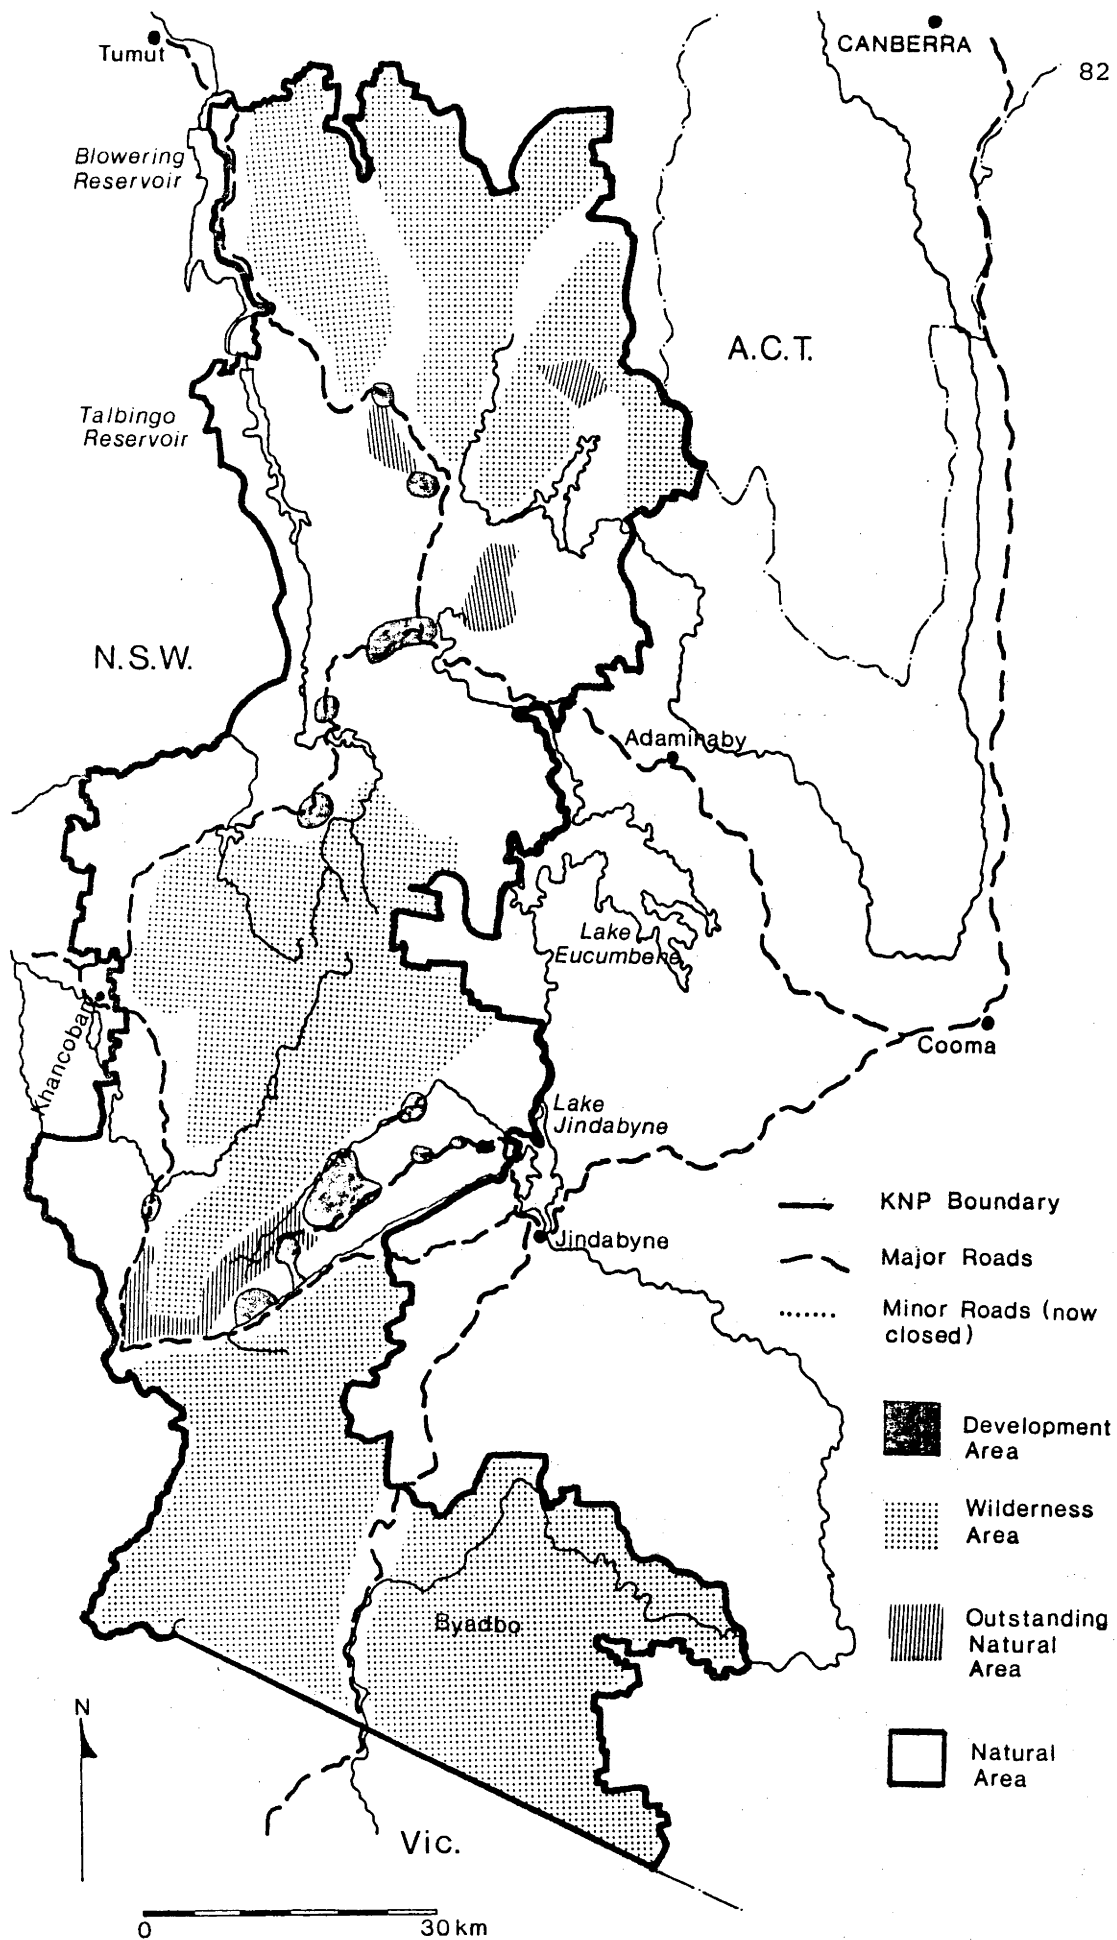 Tumut
CANBERRA
82
Blowering
Reservoir
A.C.T.
Talbingo
Reservoir
N.S.W.
Adaminaby
Lake
Eucumbene
Khancoban
Cooma
Lake
Jindabyne
KNP Boundary
Jindabyne
Major Roads
Minor Roads (now
closed)
Development
Area
Wilderness
Area
Byadbo
Outstanding
Natural
Area
N
Natural
Area
Vic.
0
30 km